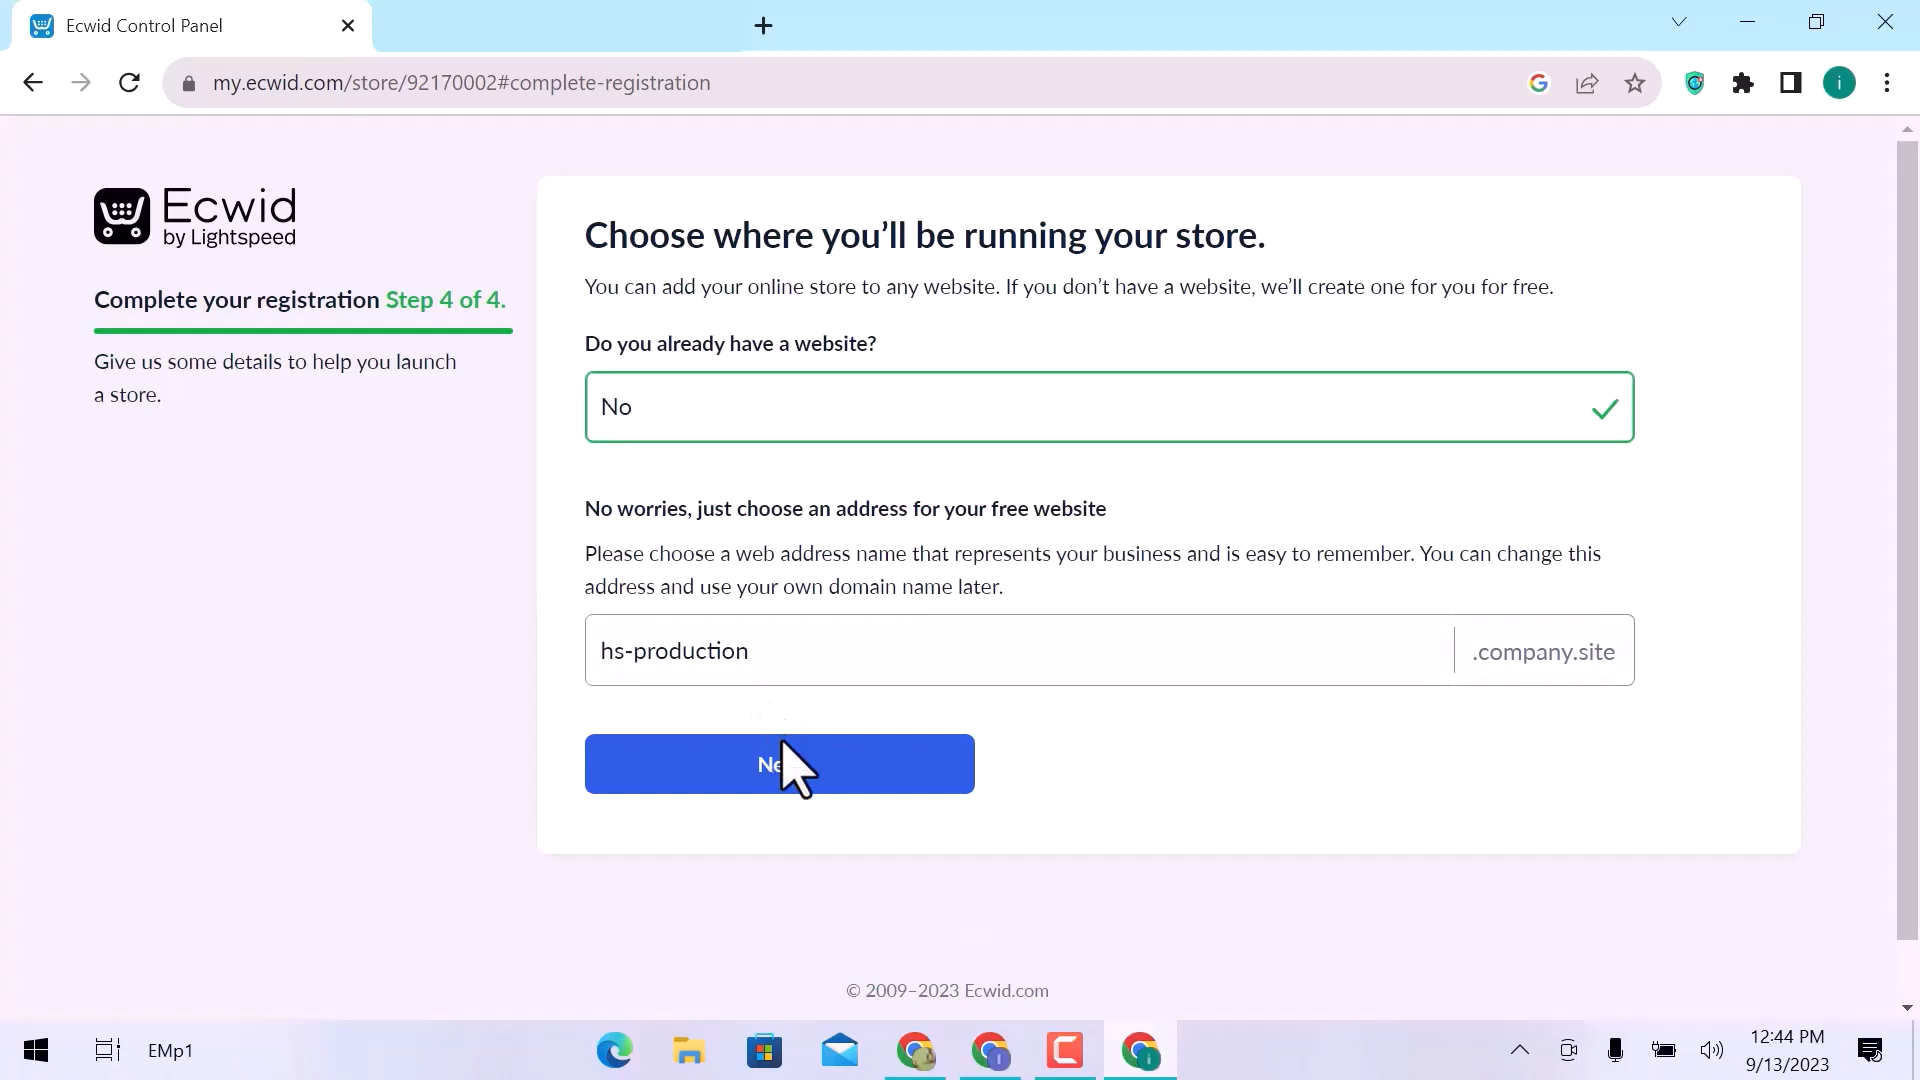 Ecwid Control Panel
my.ecwid.com/store/92170002#complete-registration
i
Ecwid
by Lightspeed
Complete your registration Step 4 of 4.
Give us some details to help you launch
a store.
Choose where you’ll be running your store.
You can add your online store to any website. If you don’t have a website, we’ll create one for you for free.
Do you already have a website?
No
No worries, just choose an address for your free website
Please choose a web address name that represents your business and is easy to remember. You can change this
address and use your own domain name later.
hs-production .company.site
© 2009–2023 Ecwid.com
EMp1
12:44 PM
9/13/2023